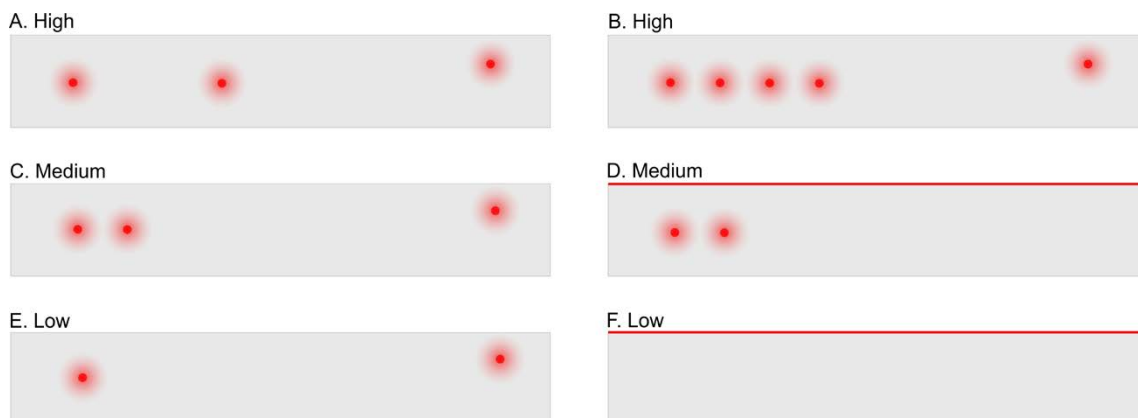 A. High
B. High
C. Medium
D. Medium
E. Low
F. Low